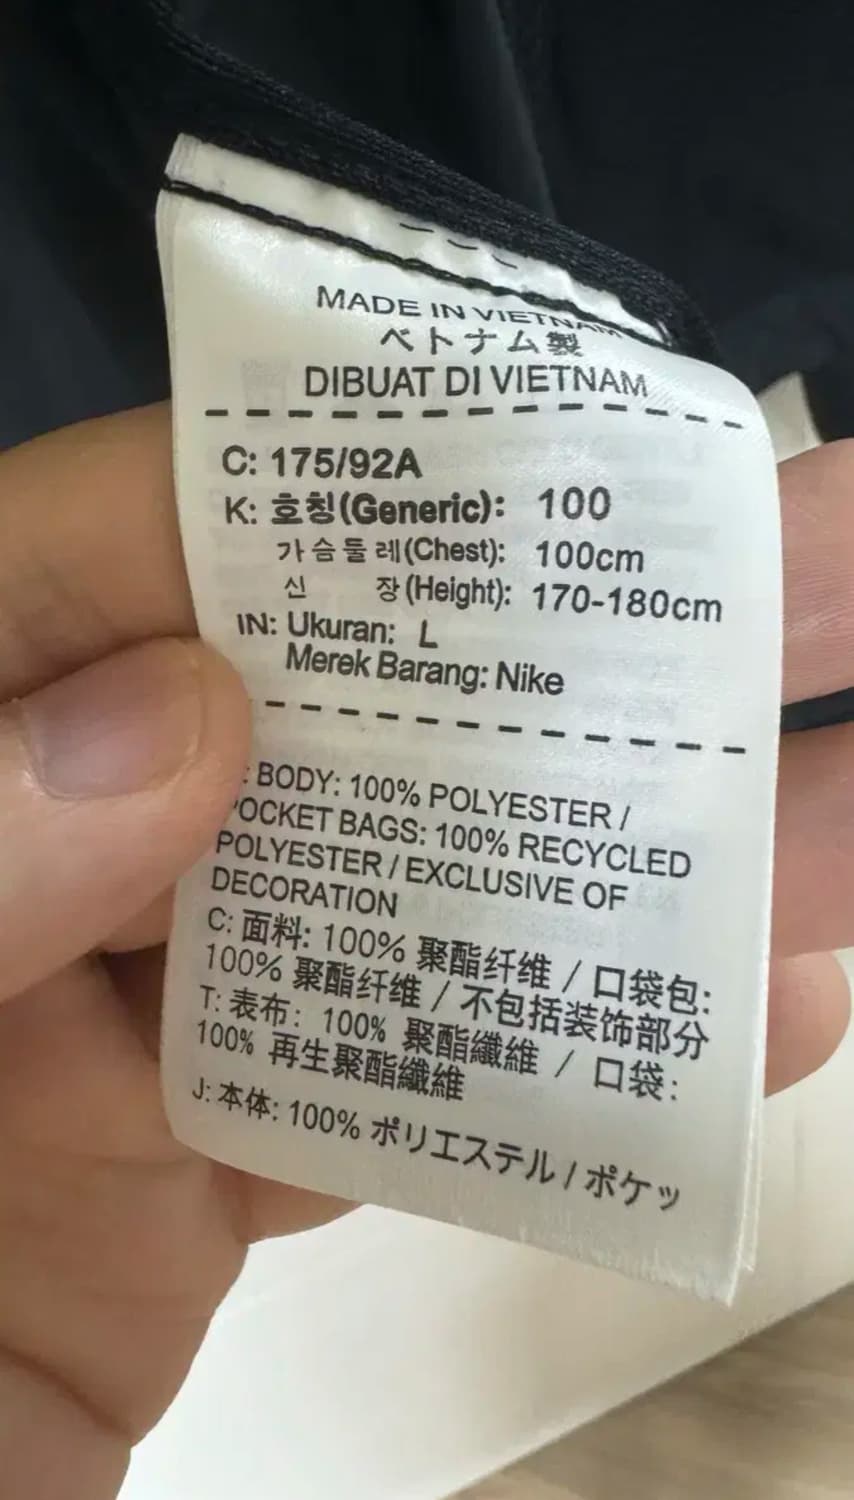 MADE IN VIETNAM
ベトナム製
DIBUAT DI VIETNAM
C: 175/92A
K: 호칭(Generic): 100
가슴둘레(Chest): 100cm
신 장(Height): 170-180cm
IN: Ukuran: L
Merek Barang: Nike
: BODY: 100% POLYESTER /
POCKET BAGS: 100% RECYCLED
POLYESTER / EXCLUSIVE OF
DECORATION
C: 面料: 100% 聚酯纤维 / 口袋包:
100% 聚酯纤维 / 不包括装饰部分
T: 表布: 100% 聚酯纖維 / 口袋:
100% 再生聚酯纖維
J: 本体: 100% ポリエステル / ポケッ